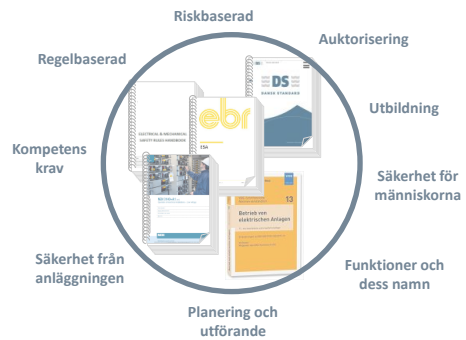 Riskbaserad
Auktorisering
Regelbaserad
DS
DANSK STANDARD
Utbildning
ebr
ELECTRICAL & MECHANICAL
SAFETY RULES HANDBOOK
ESA
Kompetens
krav
Säkerhet för
människorna
13
Betrieb von
elektrischen Anlagen
Säkerhet från
anläggningen
Funktioner och
dess namn
Planering och
utförande